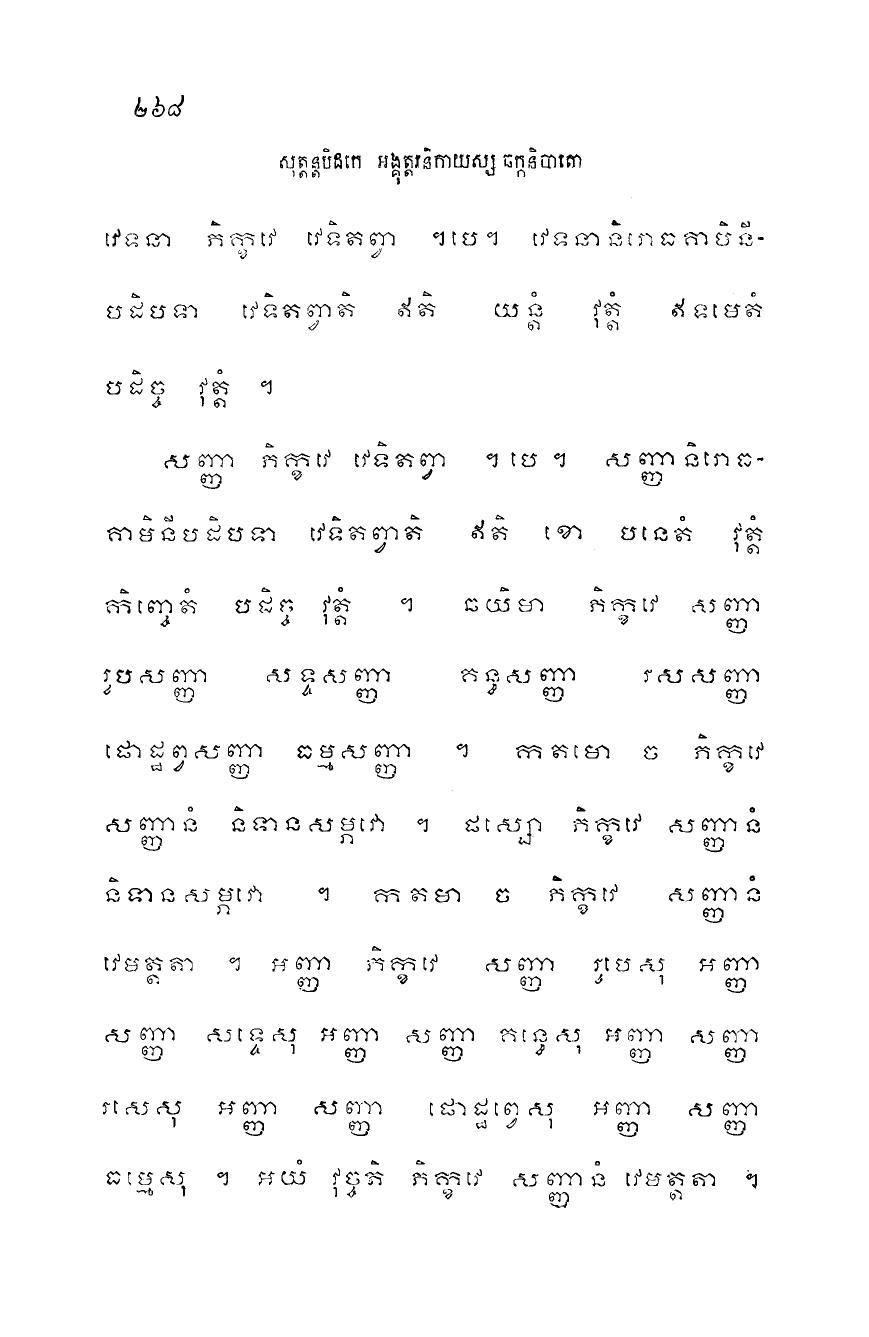 ២៦៨
សុត្តន្តបិដកេ អង្គុត្តរនិកាយស្ស ឆក្កនិបាតោ
វេទនា ភិក្ខវេ វេទិតព្វា ។បេ។ វេទនានិរោធគាមិនី-
បដិបទា វេទិតព្វាតិ ឥតិ យន្តំ វុត្តំ ឥទមេតំ
បដិច្ច វុត្តំ ។
សញ្ញា ភិក្ខវេ វេទិតព្វា ។បេ។ សញ្ញានិរោធ-
គាមិនីបដិបទា វេទិតព្វាតិ ឥតិ ខោ បនេតំ វុត្តំ
កិញ្ចេតំ បដិច្ច វុត្តំ ។ ឆយិមា ភិក្ខវេ សញ្ញា
រូបសញ្ញា សទ្ទសញ្ញា គន្ធសញ្ញា រសសញ្ញា
ផោដ្ឋព្វសញ្ញា ធម្មសញ្ញា ។ កតមោ ច ភិក្ខវេ
សញ្ញានំ និទានសម្ភវោ ។ ផស្សោ ភិក្ខវេ សញ្ញានំ
និទានសម្ភវោ ។ កតមា ច ភិក្ខវេ សញ្ញានំ
វេមត្តតា ។ អញ្ញា ភិក្ខវេ សញ្ញា រូបេសុ អញ្ញា
សញ្ញា សទ្ទេសុ អញ្ញា សញ្ញា គន្ធេសុ អញ្ញា សញ្ញា
រសេសុ អញ្ញា សញ្ញា ផោដ្ឋព្វេសុ អញ្ញា សញ្ញា
ធម្មេសុ ។ អយំ វុច្ចតិ ភិក្ខវេ សញ្ញានំ វេមត្តតា ។